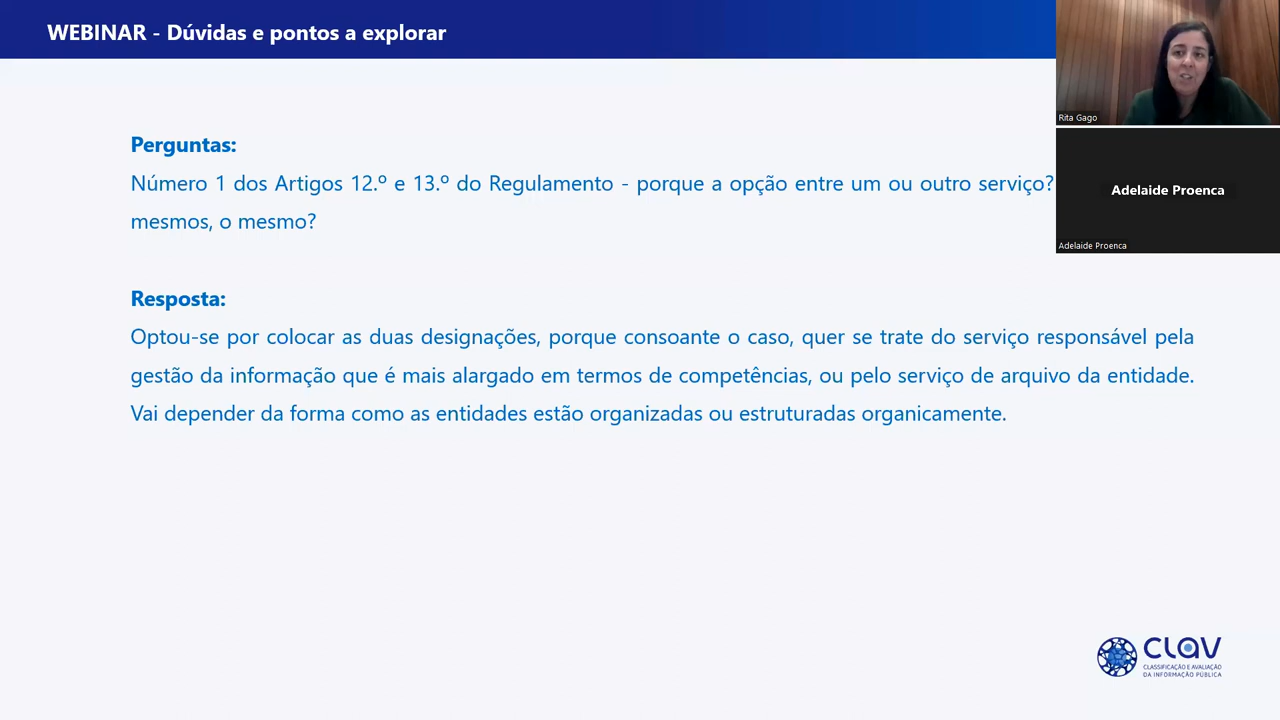 WEBINAR - Dúvidas e pontos a explorar
Rita Gago
Adelaide Proenca
Adelaide Proenca
Perguntas:
Número 1 dos Artigos 12.º e 13.º do Regulamento - porque a opção entre um ou outro serviço?
mesmos, o mesmo?
Resposta:
Optou-se por colocar as duas designações, porque consoante o caso, quer se trate do serviço responsável pela
gestão da informação que é mais alargado em termos de competências, ou pelo serviço de arquivo da entidade.
Vai depender da forma como as entidades estão organizadas ou estruturadas organicamente.
CLAV
CLASSIFICAÇÃO E AVALIAÇÃO
DA INFORMAÇÃO PÚBLICA